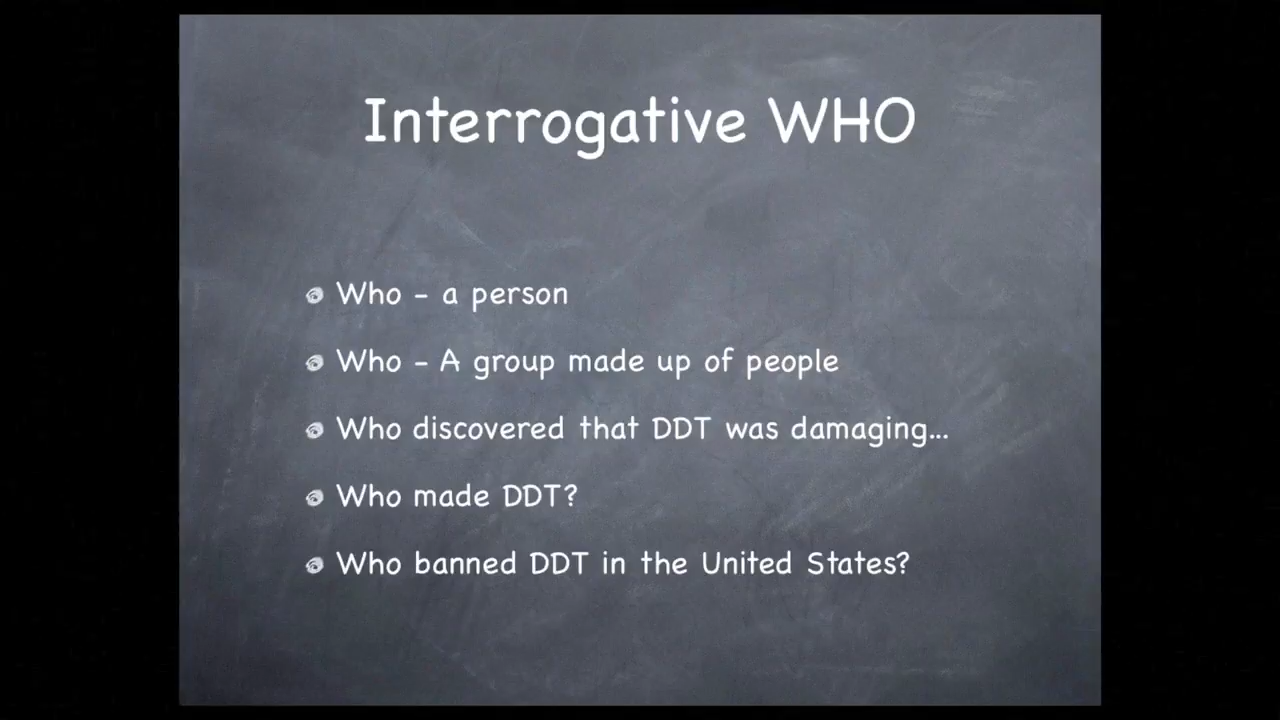 Interrogative WHO
Who - a person
Who - A group made up of people
Who discovered that DDT was damaging...
Who made DDT?
Who banned DDT in the United States?